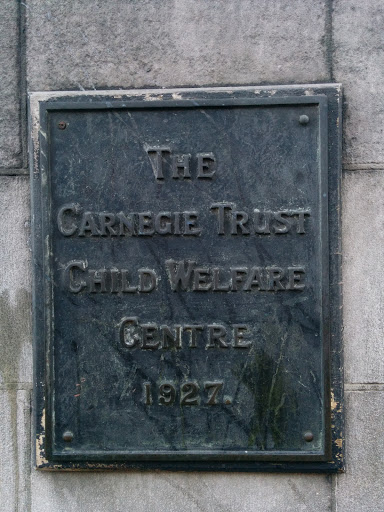 The
Carnegie Trust
Child Welfare
Centre
1927.